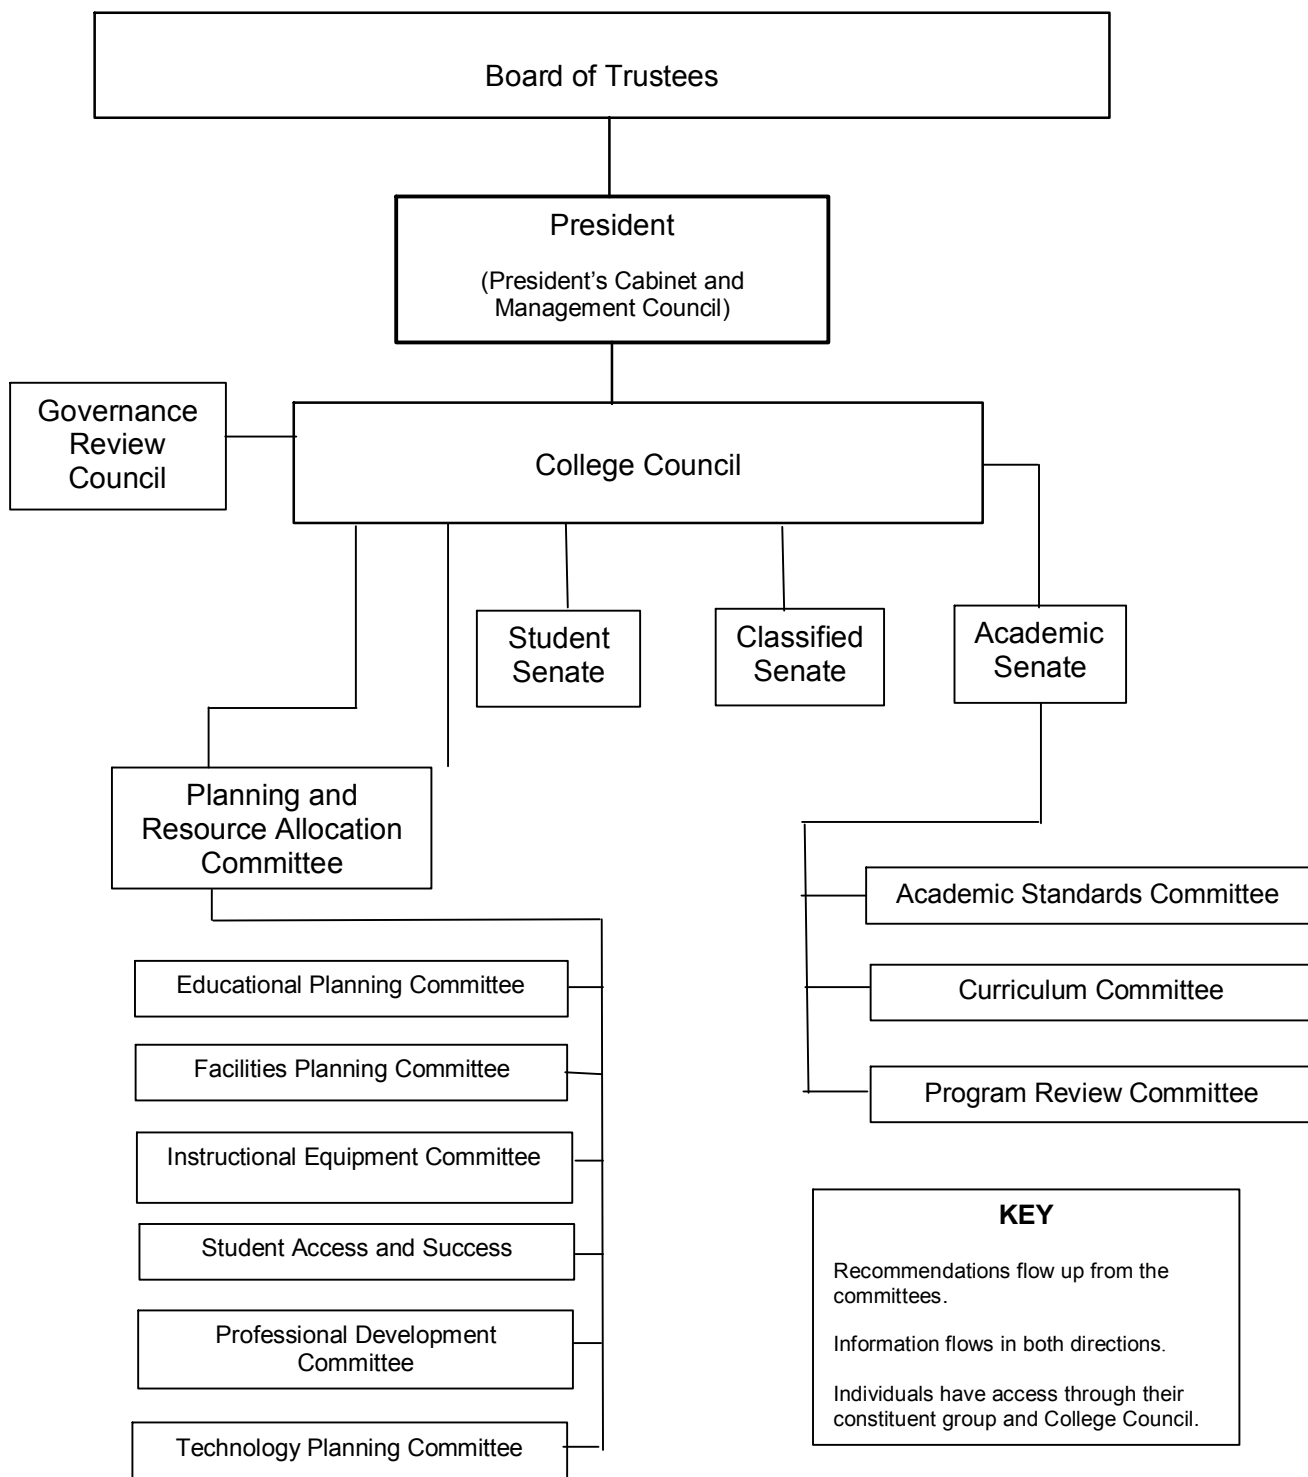 Board of Trustees
President
(President’s Cabinet and
Management Council)
Governance
Review
Council
College Council
Student
Senate
Classified
Senate
Academic
Senate
Planning and
Resource Allocation
Committee
Academic Standards Committee
Curriculum Committee
Program Review Committee
Educational Planning Committee
Facilities Planning Committee
Instructional Equipment Committee
Student Access and Success
Professional Development
Committee
Technology Planning Committee
KEY
Recommendations flow up from the
committees.
Information flows in both directions.
Individuals have access through their
constituent group and College Council.